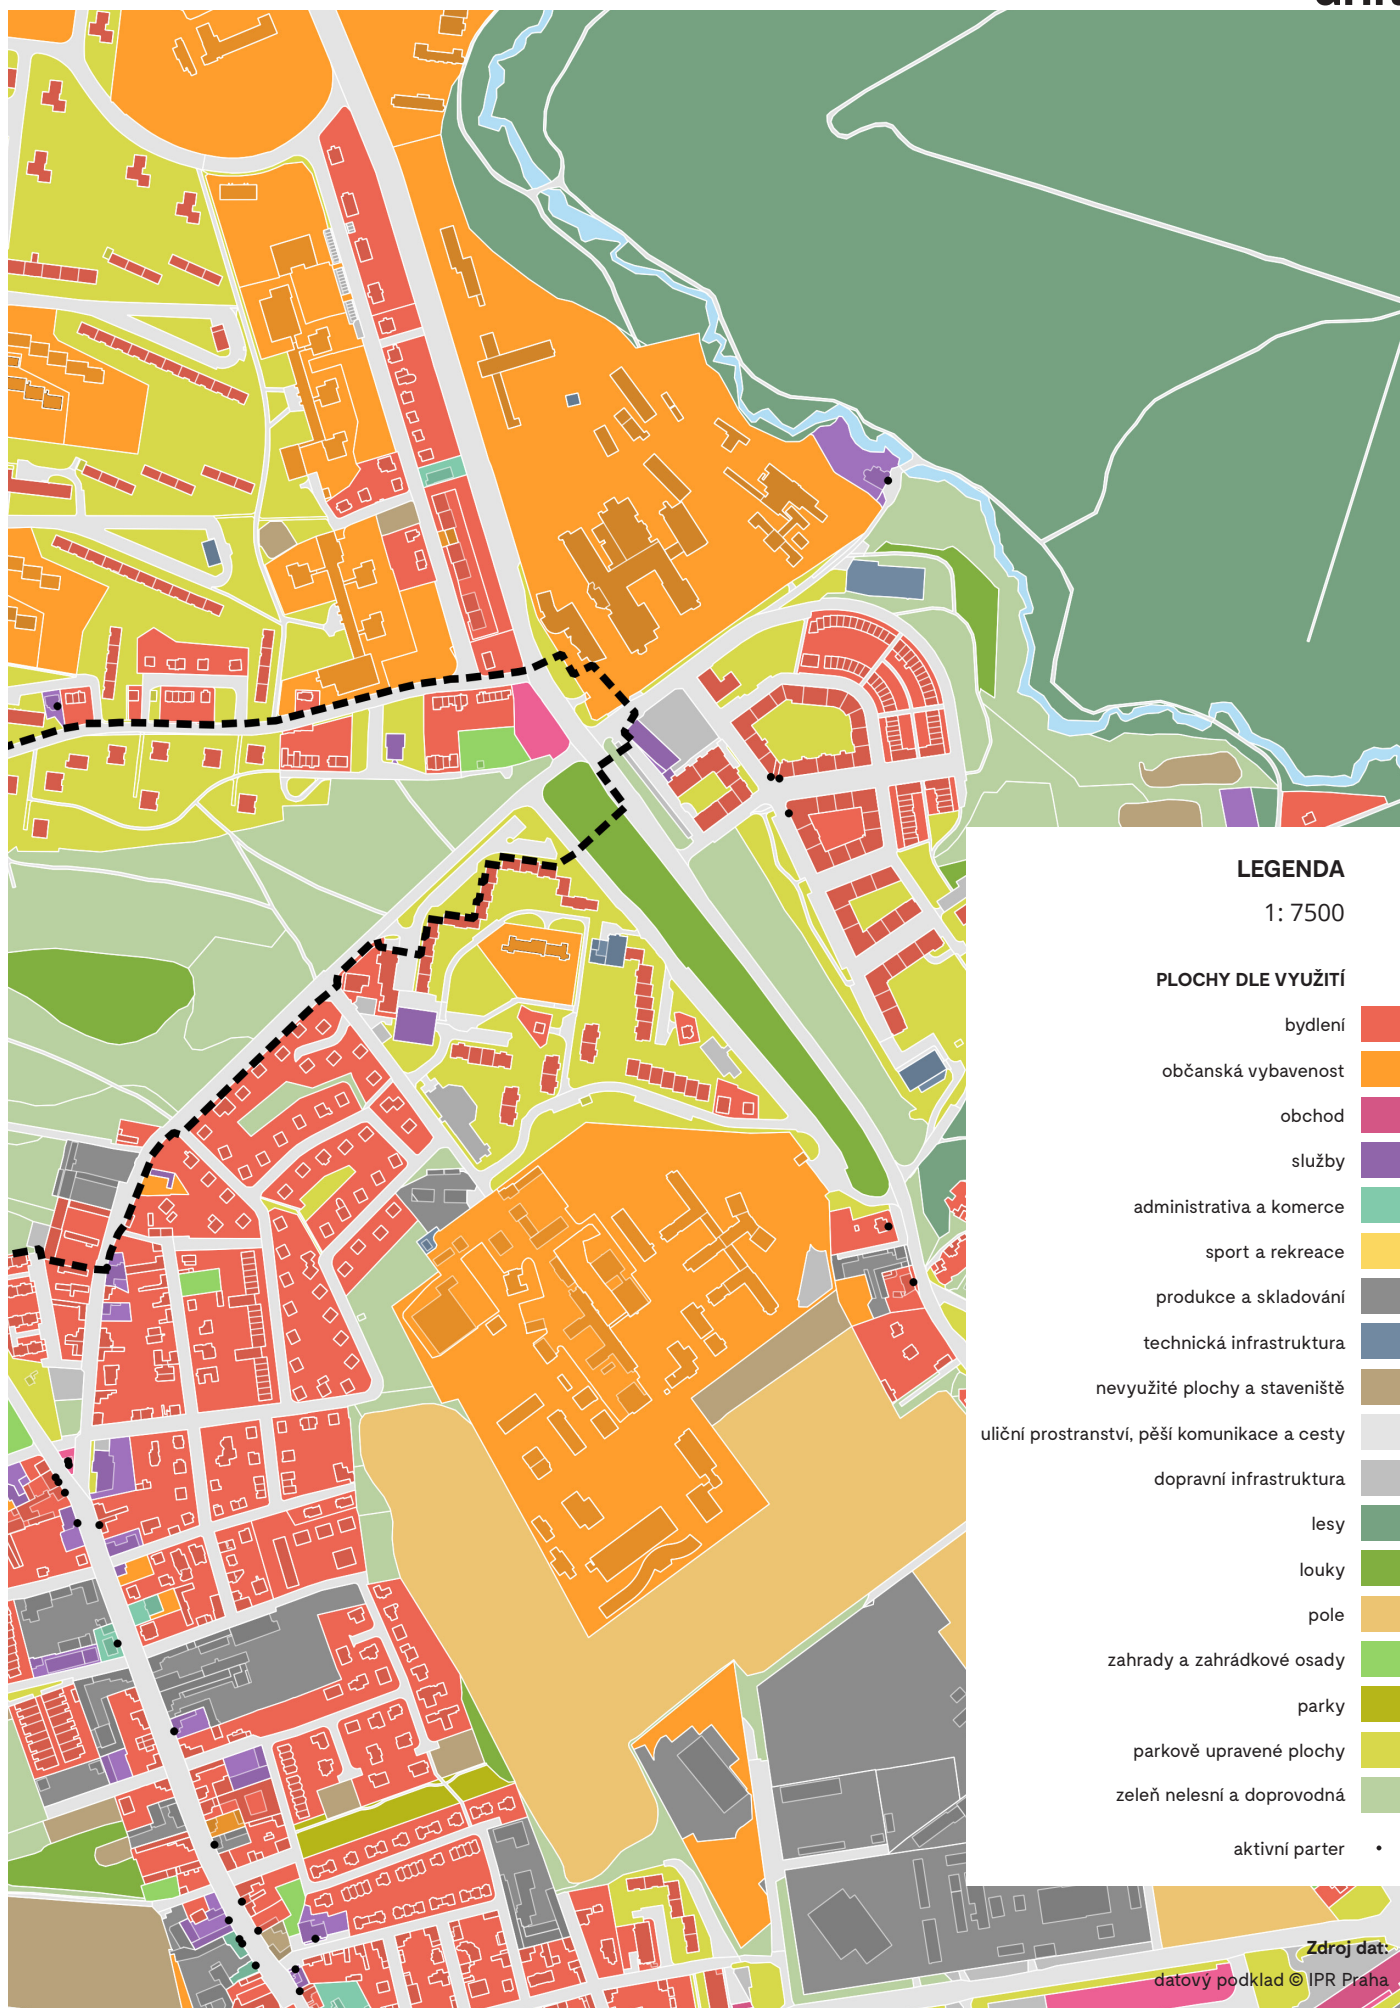 LEGENDA
1: 7500
PLOCHY DLE VYUŽITÍ
bydlení
občanská vybavenost
obchod
služby
administrativa a komerce
sport a rekreace
produkce a skladování
technická infrastruktura
nevyužité plochy a staveniště
uliční prostranství, pěší komunikace a cesty
dopravní infrastruktura
lesy
louky
pole
zahrady a zahrádkové osady
parky
parkově upravené plochy
zeleň nelesní a doprovodná
aktivní parter
Zdroj dat:
datový podklad © IPR Praha